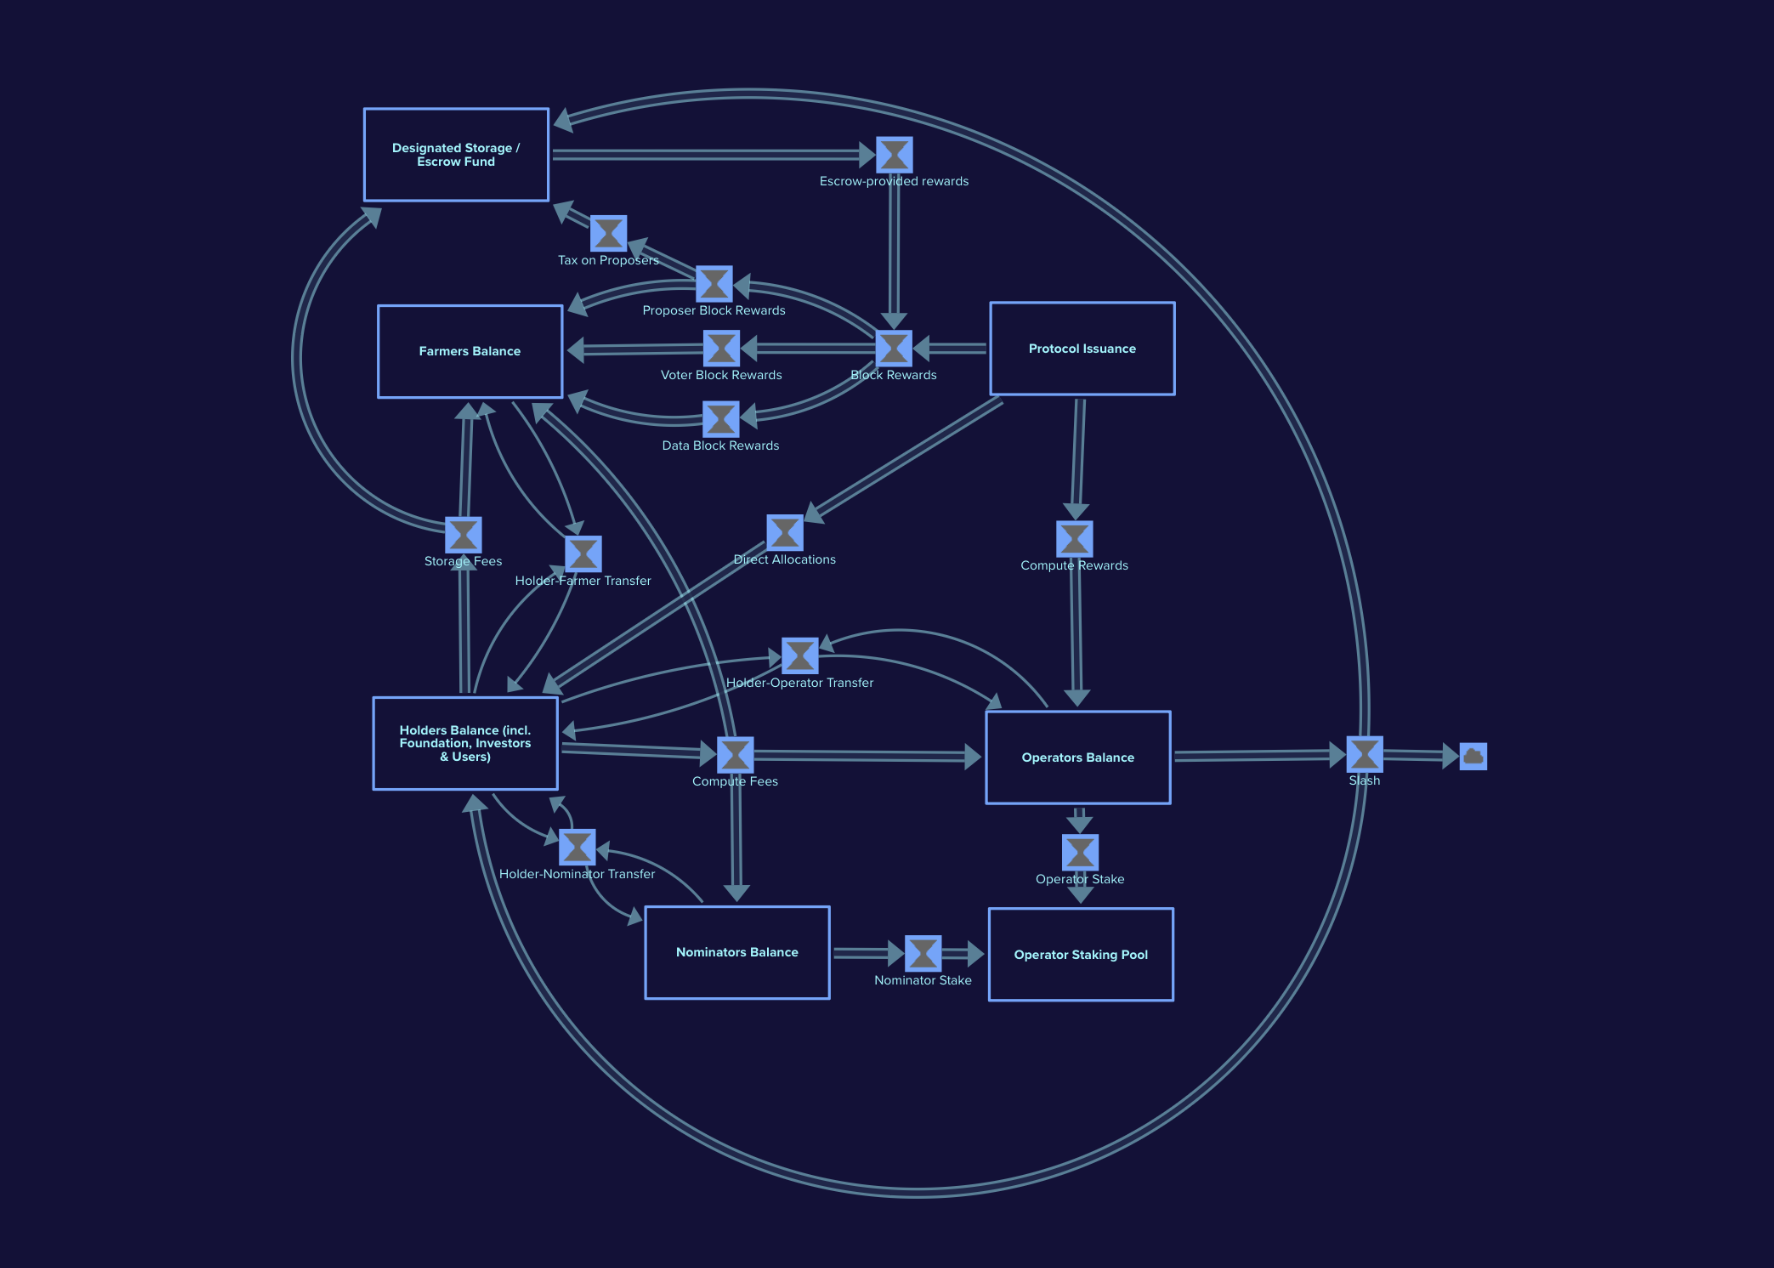 Designated Storage /
Escrow Fund
Escrow-provided rewards
Tax on Proposers
Proposer Block Rewards
Farmers Balance
Voter Block Rewards
Block Rewards
Protocol Issuance
Data Block Rewards
Storage Fees
Holder-Farmer Transfer
Direct Allocations
Compute Rewards
Holder-Operator Transfer
Holders Balance (incl.
Foundation, Investors
& Users)
Compute Fees
Operators Balance
Slash
Holder-Nominator Transfer
Operator Stake
Nominators Balance
Nominator Stake
Operator Staking Pool